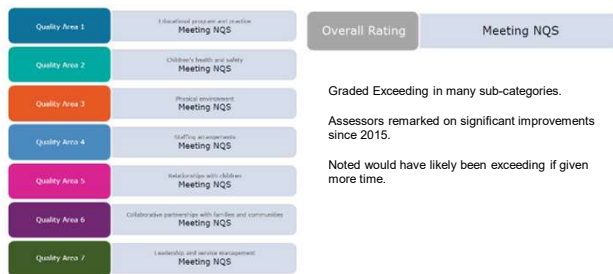 Quality Area 1
Educational program and practice
Meeting NQS
Quality Area 2
Children's health and safety
Meeting NQS
Quality Area 3
Physical environment
Meeting NQS
Quality Area 4
Staffing arrangements
Meeting NQS
Quality Area 5
Relationships with children
Meeting NQS
Quality Area 6
Collaborative partnerships with families and communities
Meeting NQS
Quality Area 7
Leadership and service management
Meeting NQS
Overall Rating
Meeting NQS
Graded Exceeding in many sub-categories.
Assessors remarked on significant improvements
since 2015.
Noted would have likely been exceeding if given
more time.